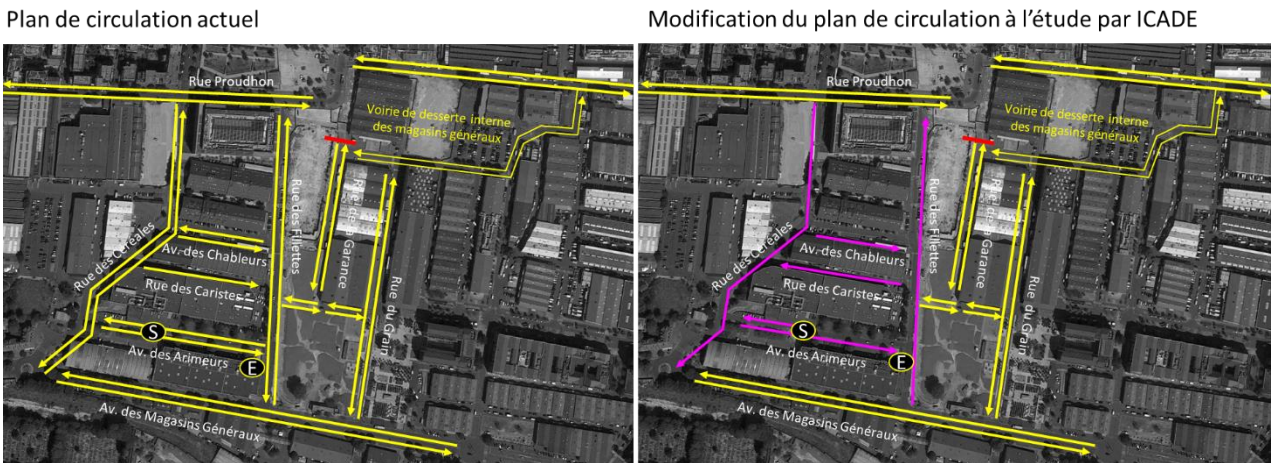 Plan de circulation actuel
Rue Proudhon
Voirie de desserte interne
des magasins généraux
Rue des Fillettes
Rue de la Garance
Rue des Céréales
Av. des Chableurs
Rue des Caristes
Rue du Grain
S
Av. des Arimeurs
E
Av. des Magasins Généraux
Modification du plan de circulation à l'étude par ICADE
Rue Proudhon
Voirie de desserte interne
des magasins généraux
Rue des Fillettes
Rue de la Garance
Rue des Céréales
Av. des Chableurs
Rue des Caristes
Rue du Grain
S
Av. des Arimeurs
E
Av. des Magasins Généraux